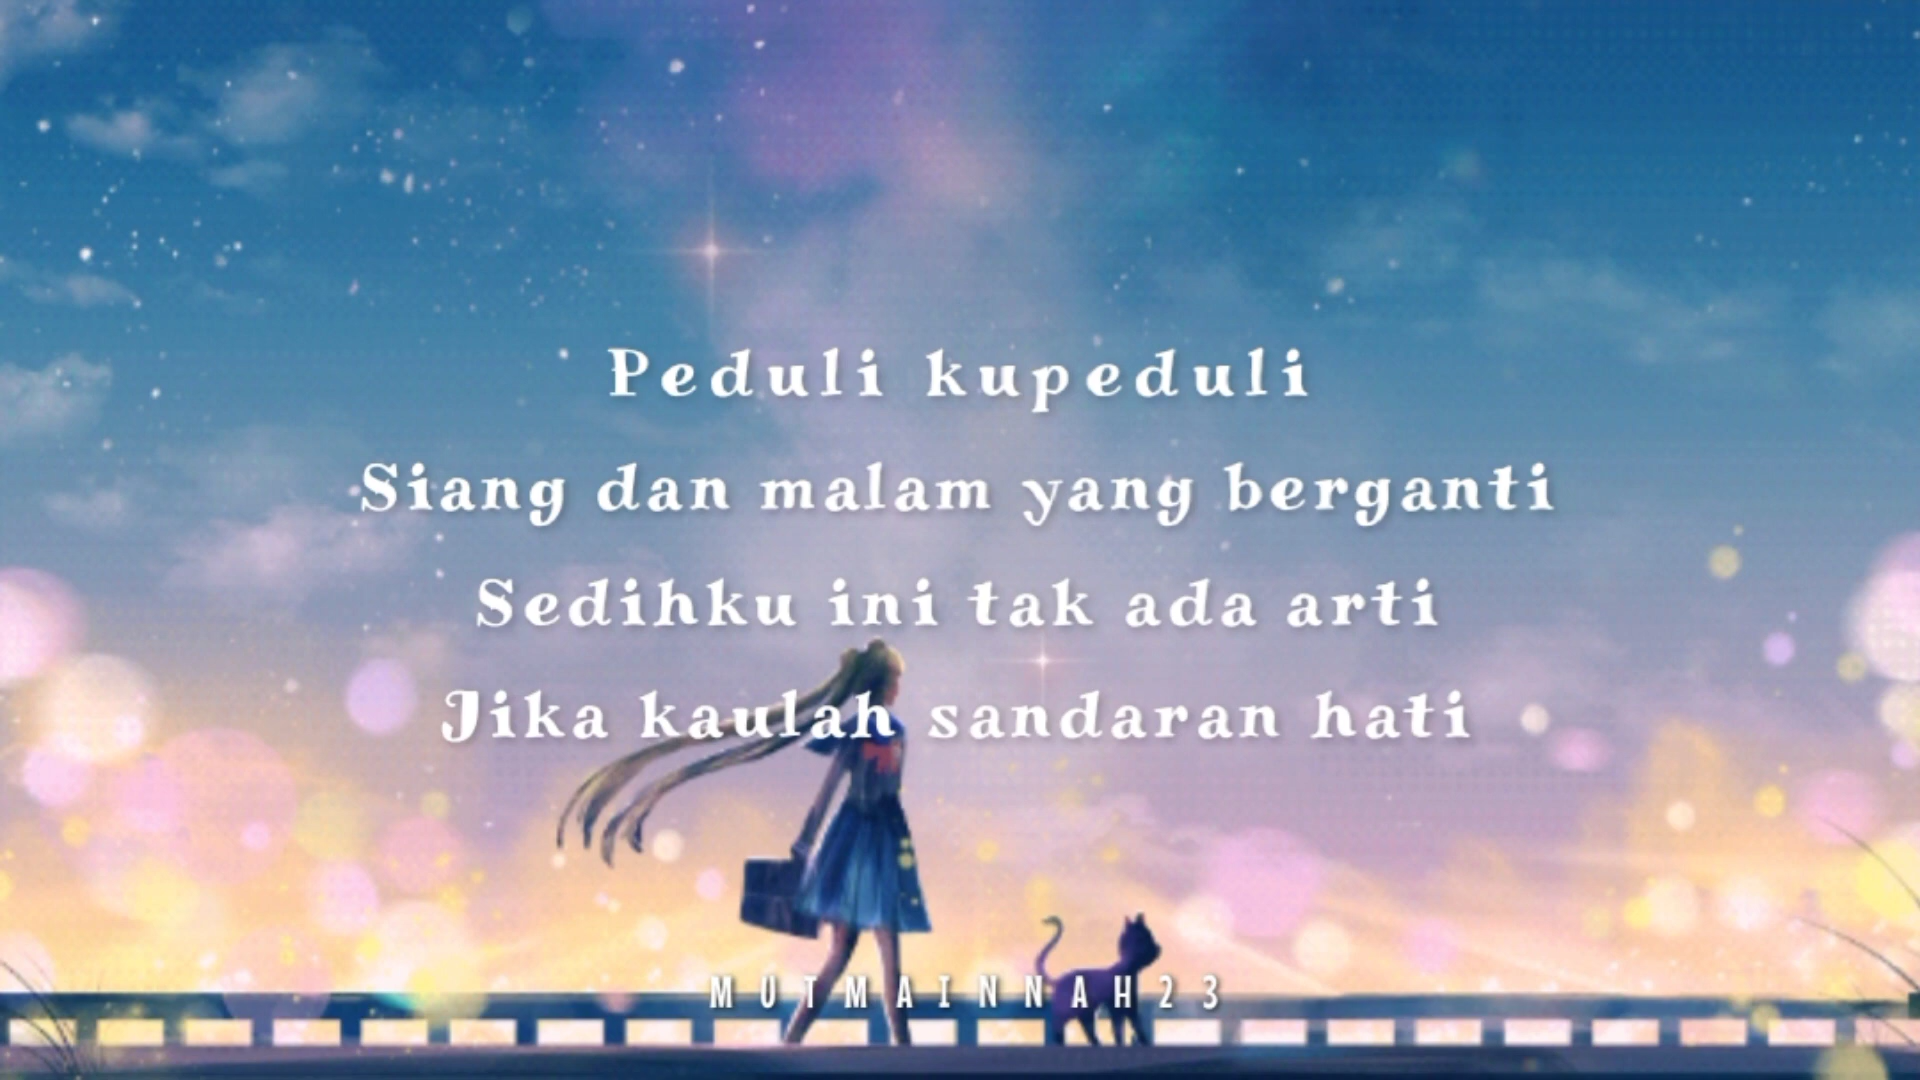 Peduli kupeduli
Siang dan malam yang berganti
Sedihku ini tak ada arti
Jika kaulah sandaran hati
MUTMAINNAH23